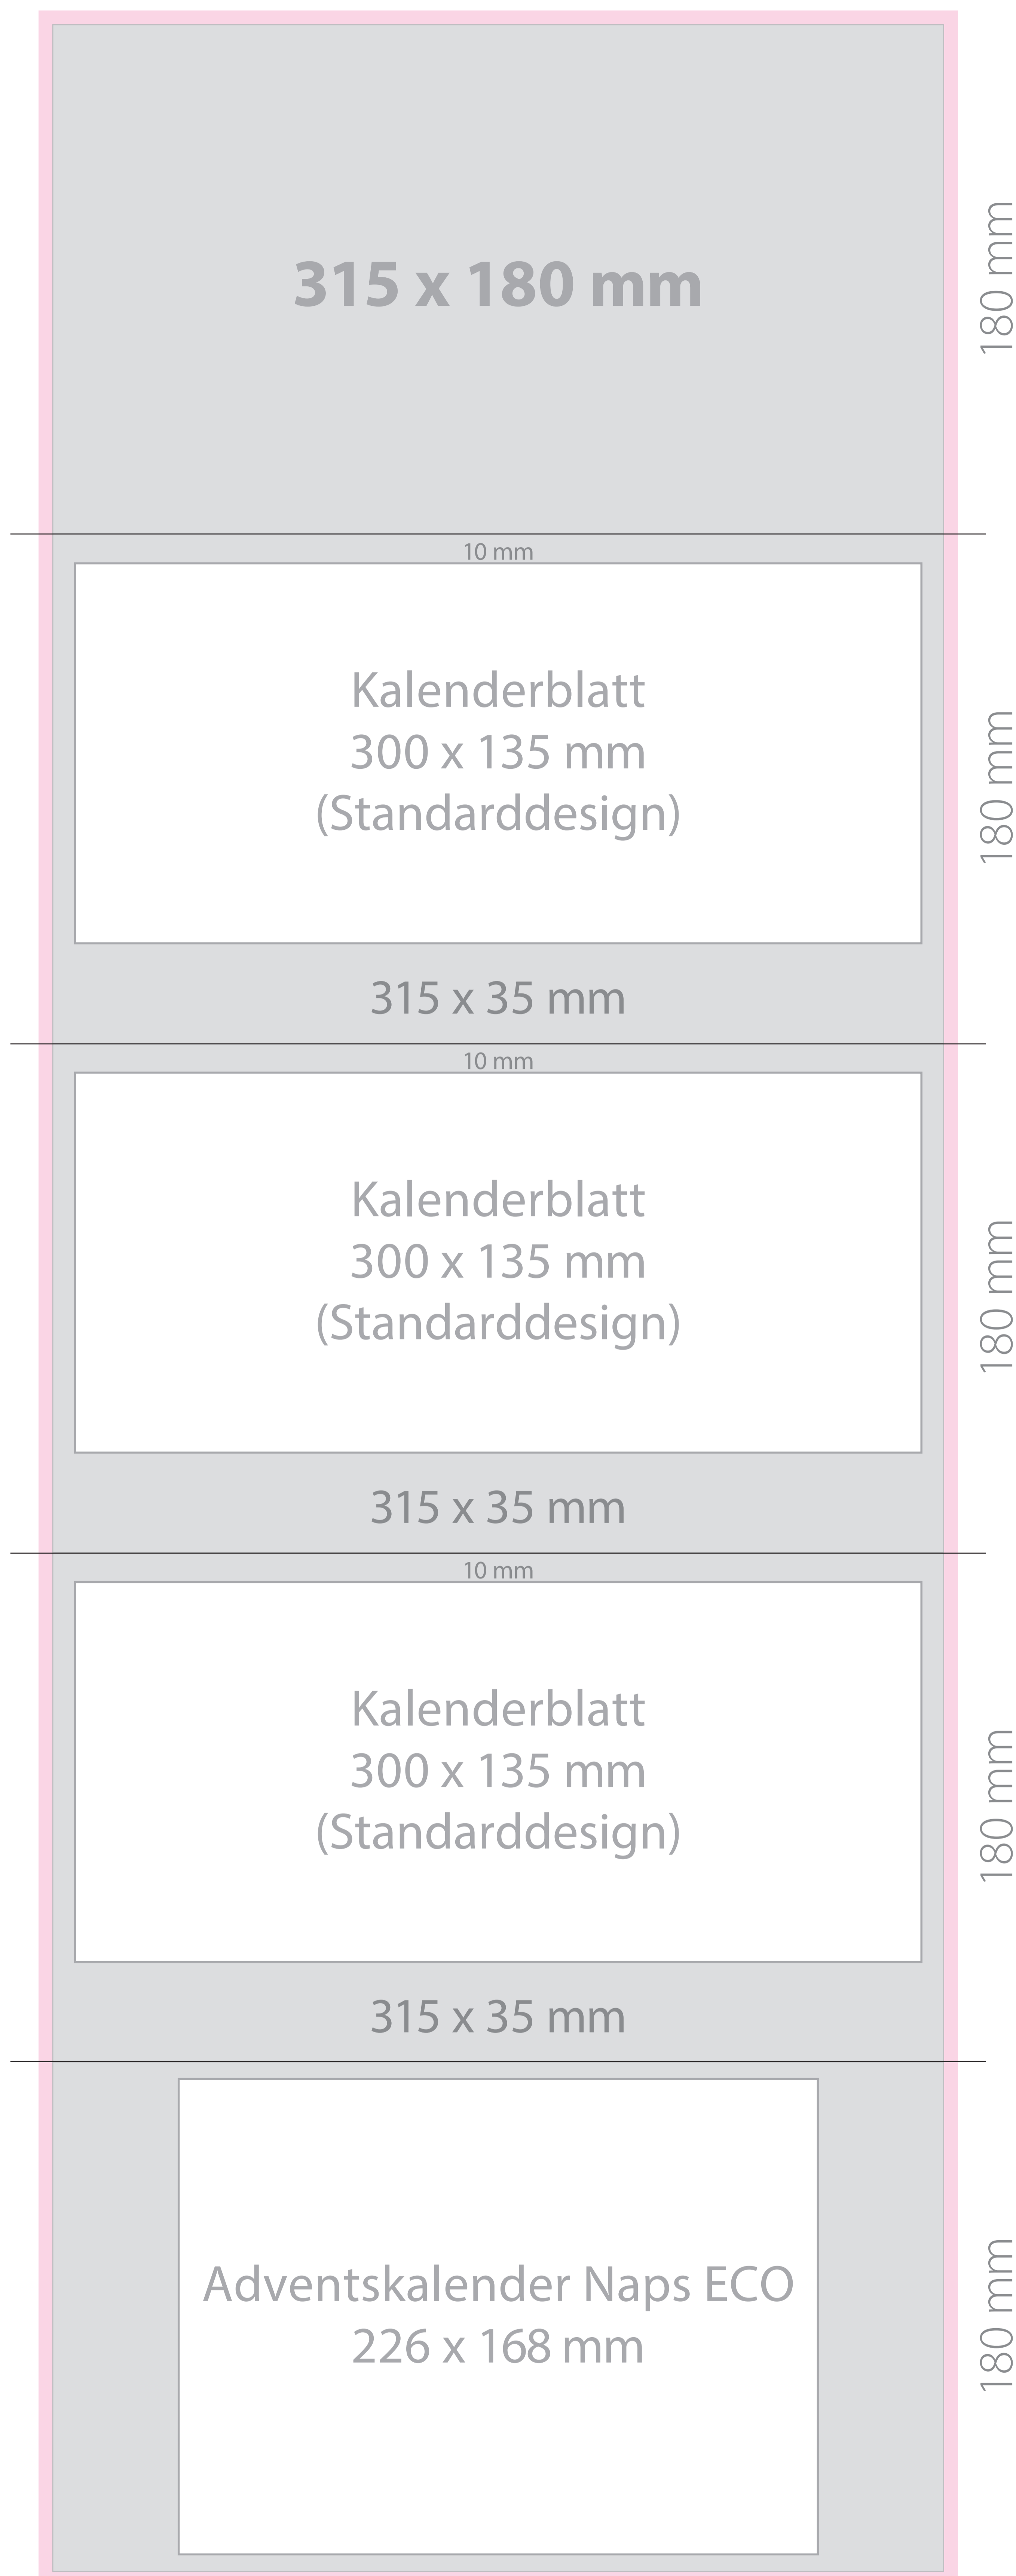 315 x 180 mm
180 mm
10 mm
Kalenderblatt
300 x 135 mm
(Standarddesign)
180 mm
315 x 35 mm
10 mm
Kalenderblatt
300 x 135 mm
(Standarddesign)
180 mm
315 x 35 mm
10 mm
Kalenderblatt
300 x 135 mm
(Standarddesign)
180 mm
315 x 35 mm
Adventskalender Naps ECO
226 x 168 mm
180 mm